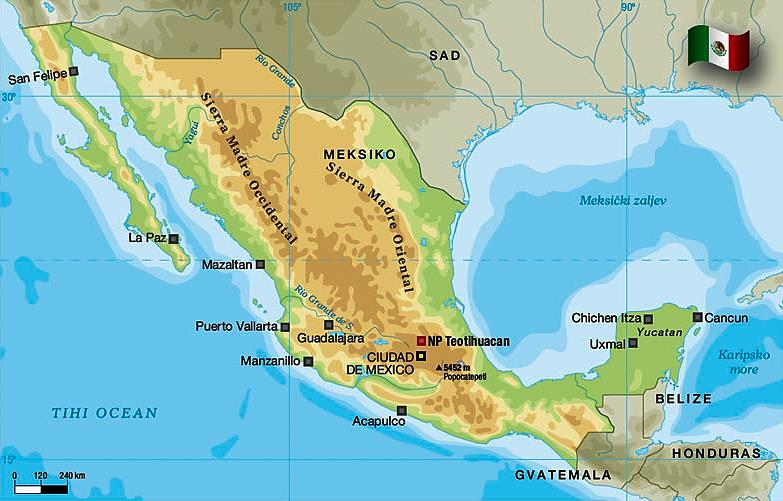 105°
90°
SAD
San Felipe
Rio Grande
30°
Sierra Madre Occidental
Yagui
Conchos
MEKSIKO
Sierra Madre Oriental
Meksički zaljev
La Paz
Mazaltan
Rio Grande de S.
Puerto Vallarta
Guadalajara
NP Teotihuacan
Chichen Itza
Cancun
Yucatan
Uxmal
Manzanillo
CIUDAD
DE MEXICO
5452 m
Popocatepetl
Karipsko
more
BELIZE
TIHI OCEAN
Acapulco
HONDURAS
15°
GVATEMALA
0 120 240 km